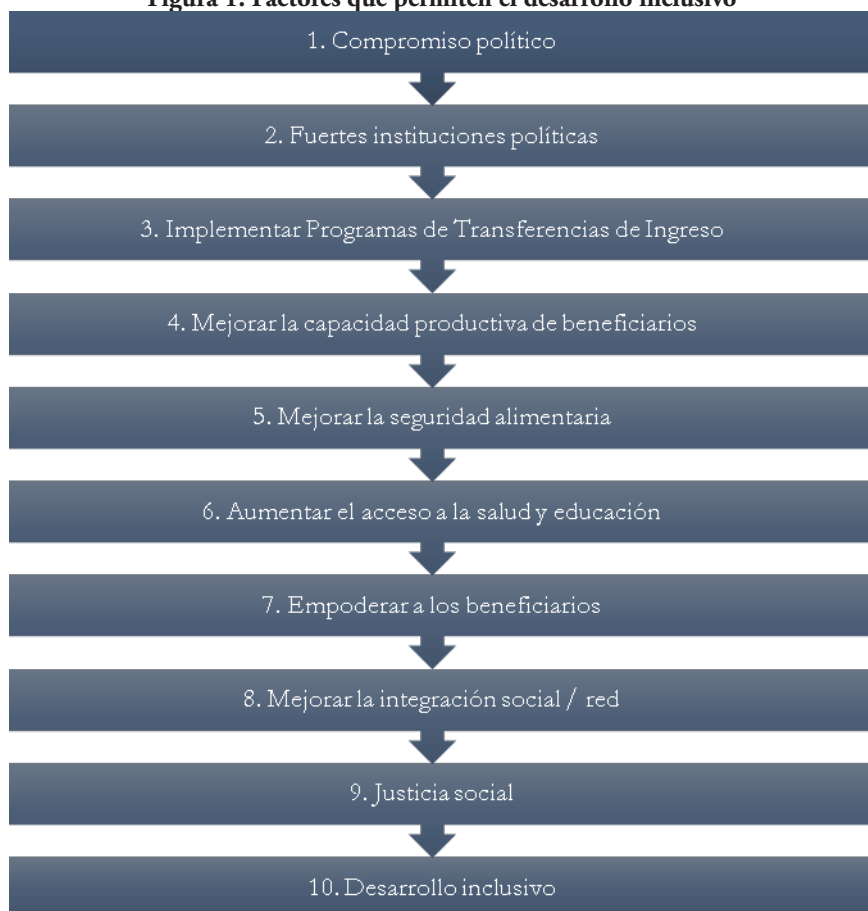 Figura 1: Factores que permiten el desarrollo inclusivo
1. Compromiso político
2. Fuertes instituciones políticas
3. Implementar Programas de Transferencias de Ingreso
4. Mejorar la capacidad productiva de beneficiarios
5. Mejorar la seguridad alimentaria
6. Aumentar el acceso a la salud y educación
7. Empoderar a los beneficiarios
8. Mejorar la integración social / red
9. Justicia social
10. Desarrollo inclusivo